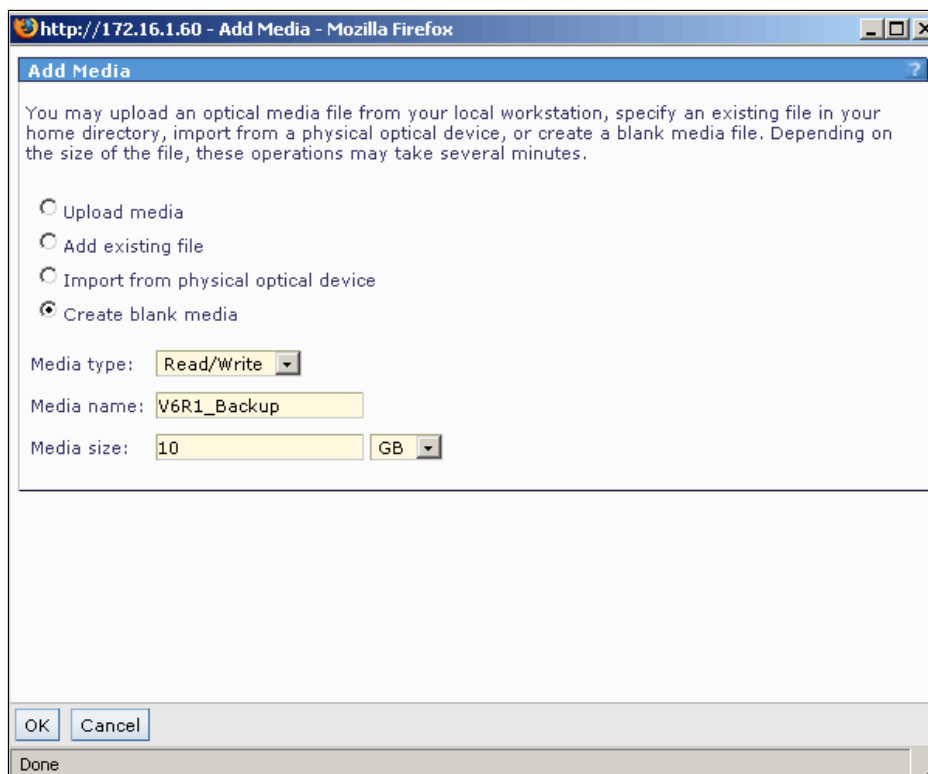 http://172.16.1.60 - Add Media - Mozilla Firefox
Add Media ?
You may upload an optical media file from your local workstation, specify an existing file in your
home directory, import from a physical optical device, or create a blank media file. Depending on
the size of the file, these operations may take several minutes.
Upload media
Add existing file
Import from physical optical device
Create blank media
Media type: Read/Write
Media name: V6R1_Backup
Media size: 10 GB
OK Cancel
Done